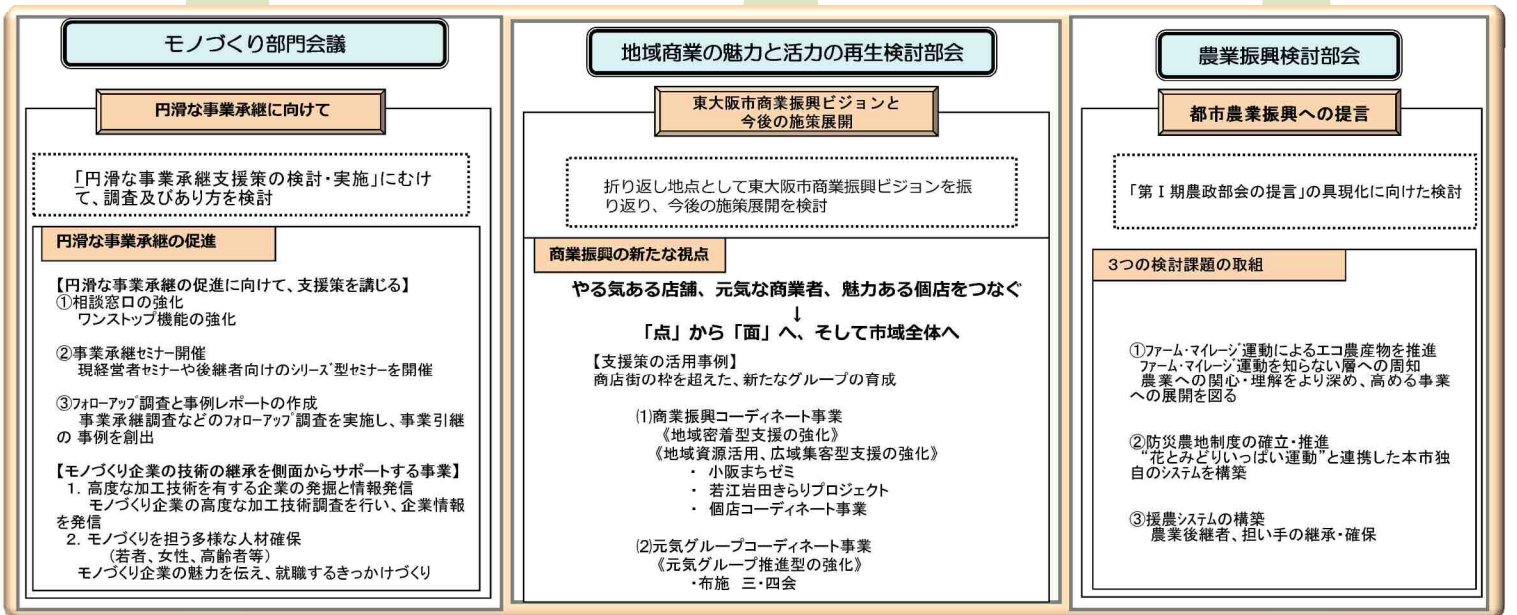 モノづくり部門会議
円滑な事業承継に向けて
「円滑な事業承継支援策の検討・実施」にむけ
て、調査及びあり方を検討
円滑な事業承継の促進
【円滑な事業承継の促進に向けて、支援策を講じる】
①相談窓口の強化
ワンストップ機能の強化
②事業承継セミナー開催
現経営者セミナーや後継者向けのシリーズ型セミナーを開催
③フォローアップ調査と事例レポートの作成
事業承継調査などのフォローアップ調査を実施し、事業引継
の 事例を創出
【モノづくり企業の技術の継承を側面からサポートする事業】
1. 高度な加工技術を有する企業の発掘と情報発信
モノづくり企業の高度な加工技術調査を行い、企業情報
を発信
2. モノづくりを担う多様な人材確保
(若者、女性、高齢者等)
モノづくり企業の魅力を伝え、就職するきっかけづくり
地域商業の魅力と活力の再生検討部会
東大阪市商業振興ビジョンと
今後の施策展開
折り返し地点として東大阪市商業振興ビジョンを振
り返り、今後の施策展開を検討
商業振興の新たな視点
やる気ある店舗、元気な商業者、魅力ある個店をつなぐ
↓
「点」から「面」へ、そして市域全体へ
【支援策の活用事例】
商店街の枠を超えた、新たなグループの育成
⑴商業振興コーディネート事業
《地域密着型支援の強化》
《地域資源活用、広域集客型支援の強化》
・ 小阪まちゼミ
・ 若江岩田きらりプロジェクト
・ 個店コーディネート事業
⑵元気グループコーディネート事業
《元気グループ推進型の強化》
・布施 三・四会
農業振興検討部会
都市農業振興への提言
「第Ⅰ期農政部会の提言」の具現化に向けた検討
3つの検討課題の取組
①ファーム・マイレージ運動によるエコ農産物を推進
ファーム・マイレージ運動を知らない層への周知
農業への関心・理解をより深め、高める事業
への展開を図る
②防災農地制度の確立・推進
“花とみどりいっぱい運動”と連携した本市独
自のシステムを構築
③援農システムの構築
農業後継者、担い手の継承・確保